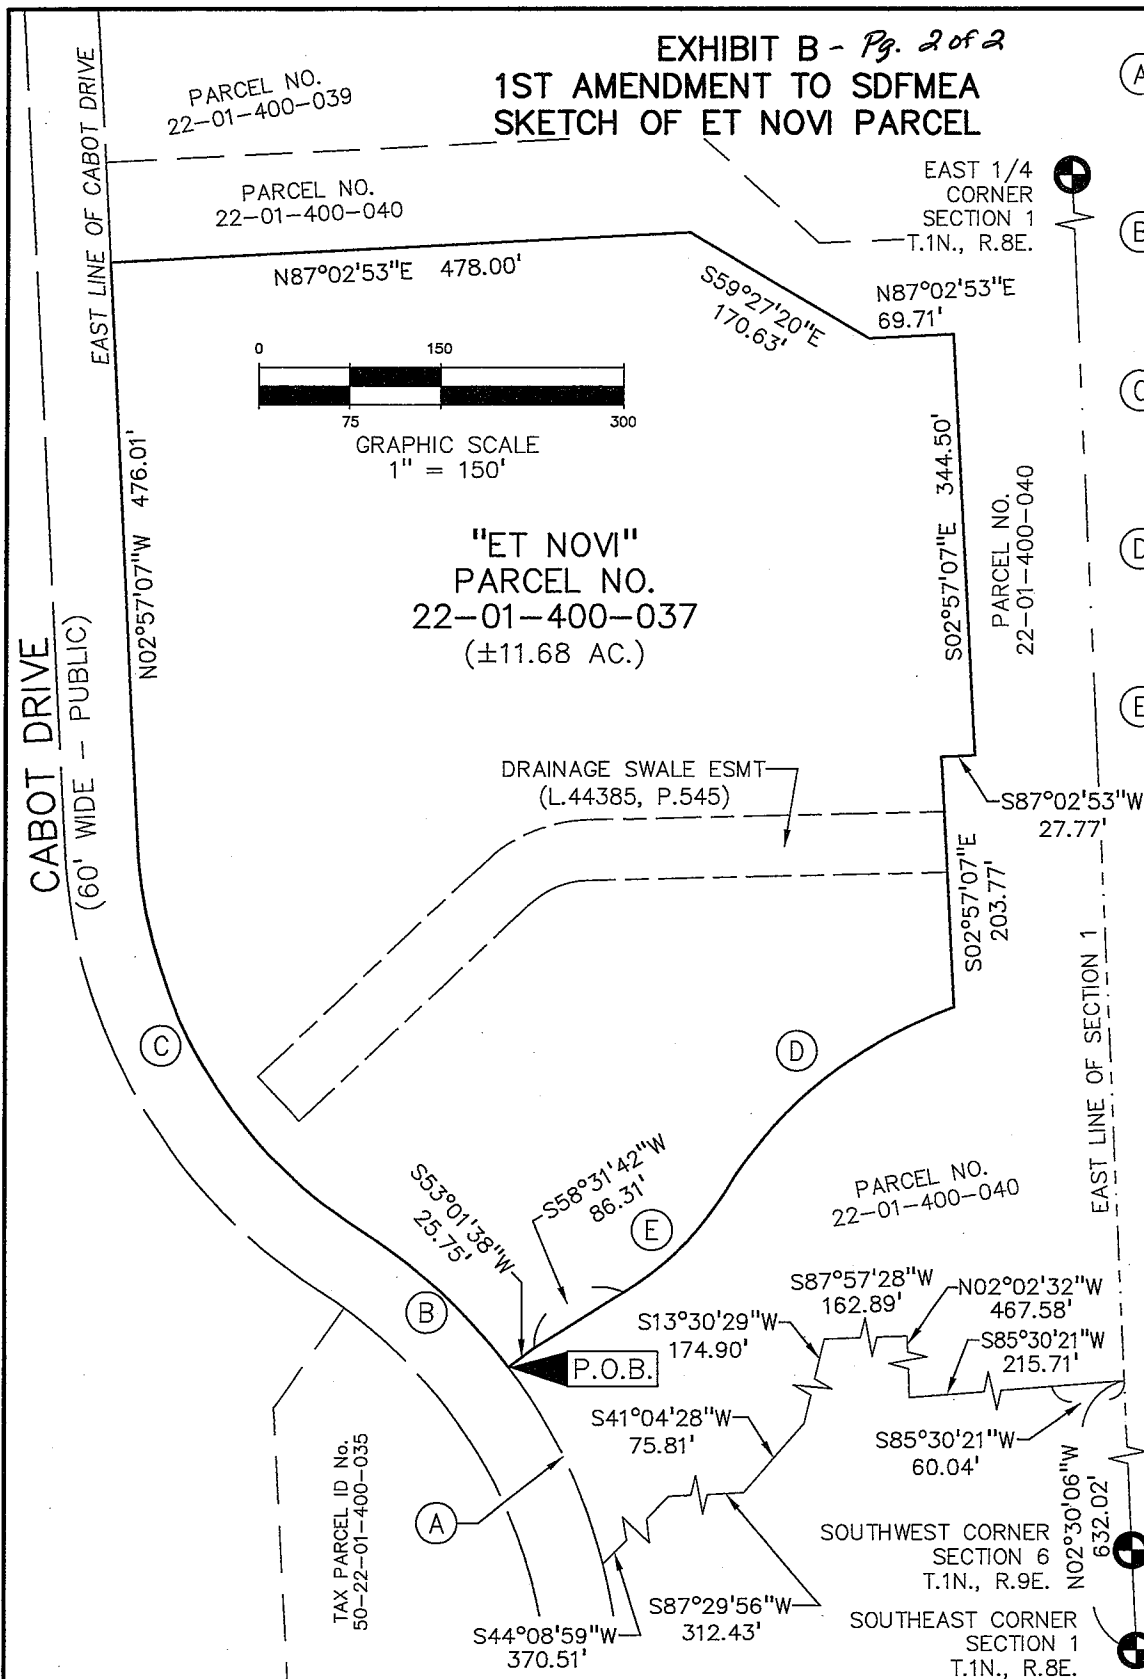 EXHIBIT B - Pg. 2 of 2
1ST AMENDMENT TO SDFMEA
SKETCH OF ET NOVI PARCEL
A
PARCEL NO.
22-01-400-039
EAST LINE OF CABOT DRIVE
PARCEL NO.
22-01-400-040
EAST 1/4
CORNER
SECTION 1
T.1N., R.8E.
B
N87°02'53"E 478.00'
S59°27'20"E
170.63'
N87°02'53"E
69.71'
0 150
75 300
GRAPHIC SCALE
1" = 150'
C
N02°57'07"W 476.01'
S02°57'07"E 344.50'
PARCEL NO.
22-01-400-040
D
"ET NOVI"
PARCEL NO.
22-01-400-037
(±11.68 AC.)
E
CABOT DRIVE
(60' WIDE - PUBLIC)
DRAINAGE SWALE ESMT
(L.44385, P.545)
S87°02'53"W
27.77'
S02°57'07"E
203.77'
EAST LINE OF SECTION 1
C
D
S53°01'38"W
25.75'
S58°31'42"W
86.31'
E
PARCEL NO.
22-01-400-040
B
P.O.B.
S13°30'29"W
174.90'
S87°57'28"W
162.89'
N02°02'32"W
467.58'
S85°30'21"W
215.71'
S41°04'28"W
75.81'
S85°30'21"W
60.04'
N02°30'06"W
632.02'
TAX PARCEL ID No.
50-22-01-400-035
A
SOUTHWEST CORNER
SECTION 6
T.1N., R.9E.
S87°29'56"W
312.43'
S44°08'59"W
370.51'
SOUTHEAST CORNER
SECTION 1
T.1N., R.8E.